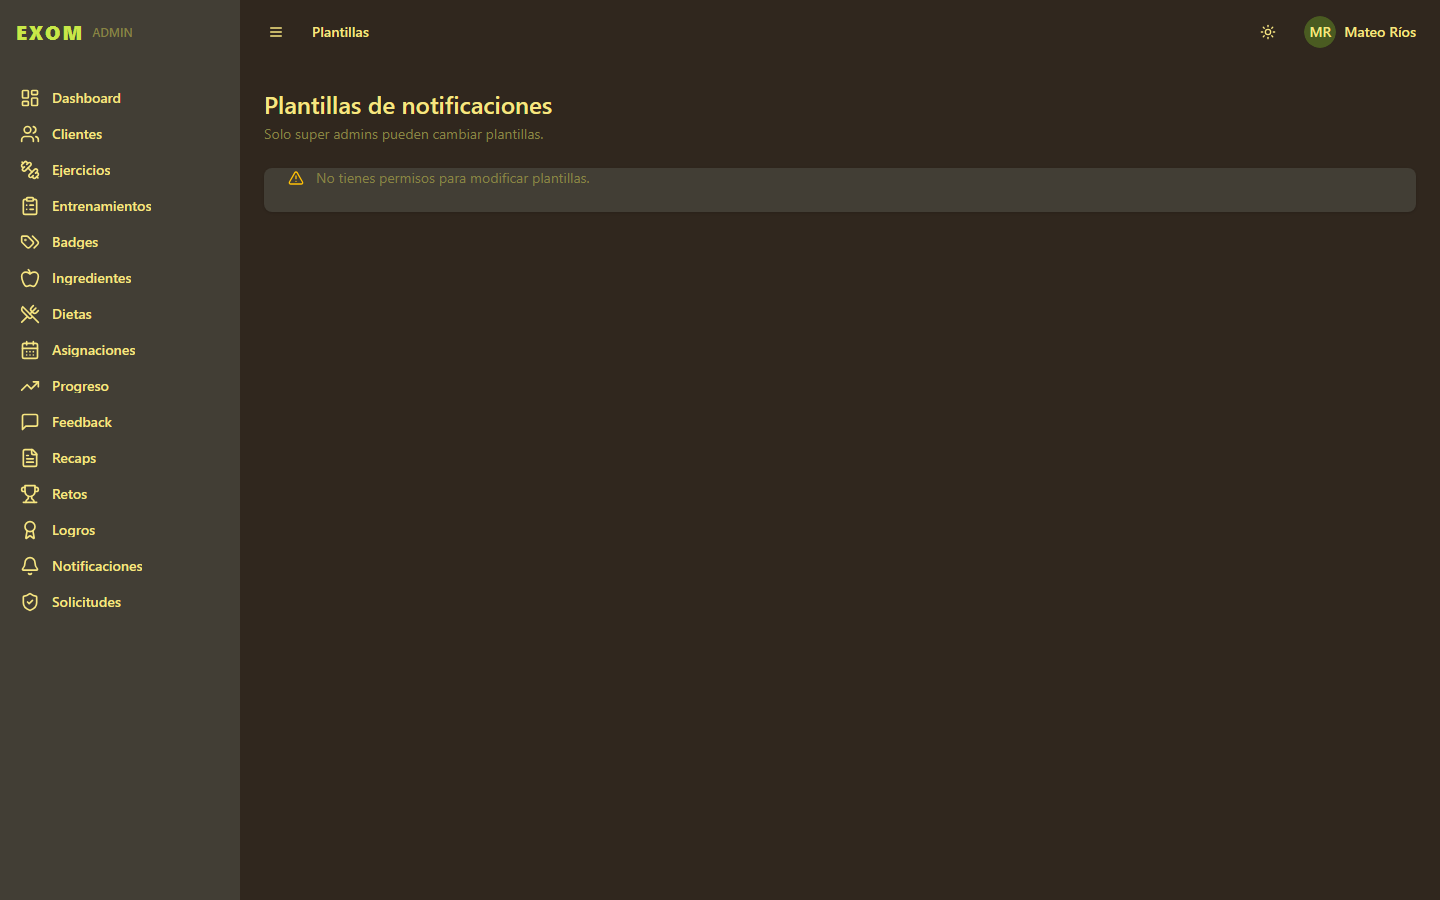 EXOM ADMIN
Dashboard
Clientes
Ejercicios
Entrenamientos
Badges
Ingredientes
Dietas
Asignaciones
Progreso
Feedback
Recaps
Retos
Logros
Notificaciones
Solicitudes
Plantillas
MR Mateo Ríos
Plantillas de notificaciones
Solo super admins pueden cambiar plantillas.
No tienes permisos para modificar plantillas.